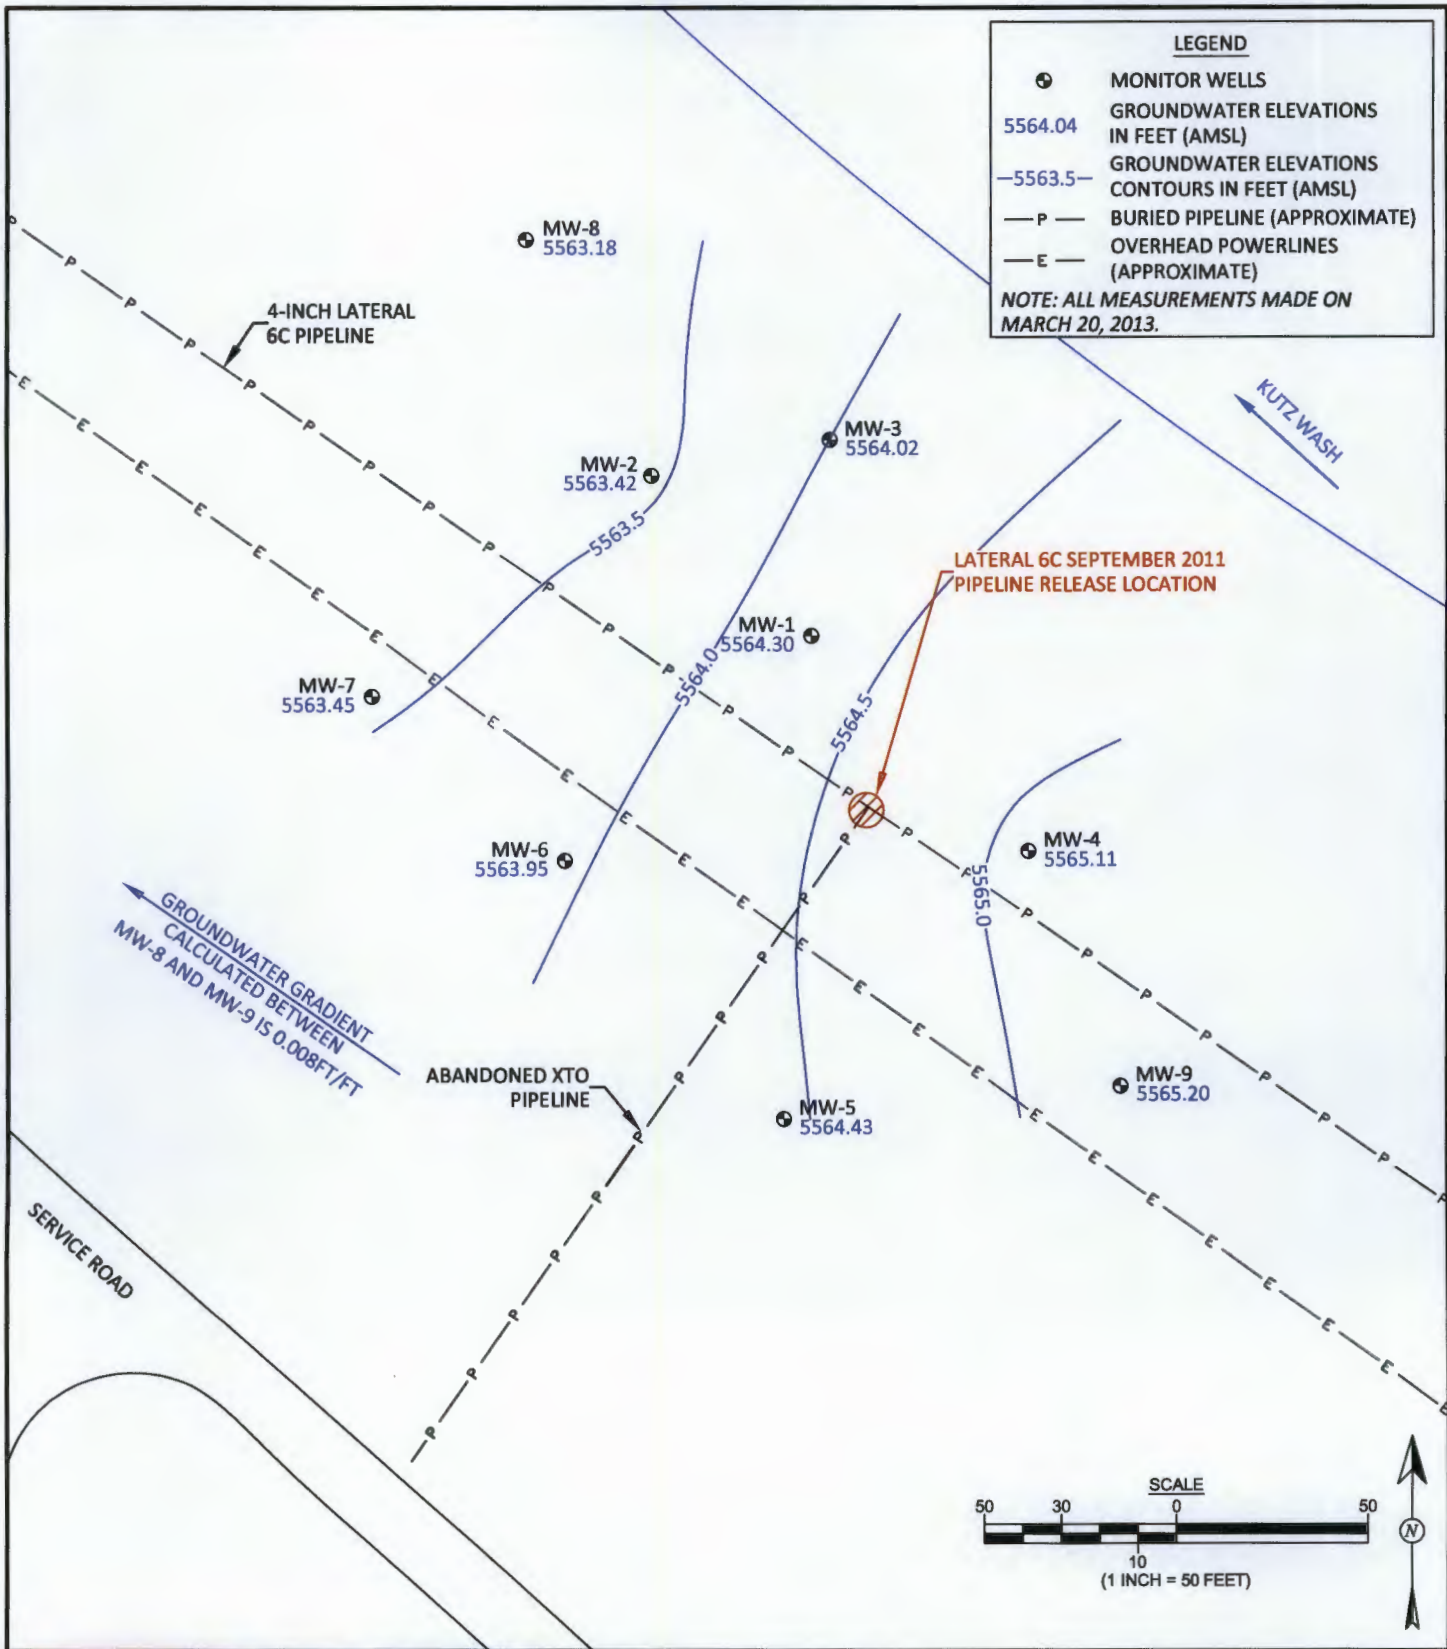 LEGEND
MONITOR WELLS
5564.04
GROUNDWATER ELEVATIONS
IN FEET (AMSL)
5563.5
GROUNDWATER ELEVATIONS
CONTOURS IN FEET (AMSL)
P
BURIED PIPELINE (APPROXIMATE)
E
OVERHEAD POWERLINES
(APPROXIMATE)
NOTE: ALL MEASUREMENTS MADE ON
MARCH 20, 2013.
MW-8
5563.18
4-INCH LATERAL
6C PIPELINE
KUTZ WASH
MW-3
5564.02
MW-2
5563.42
5563.5
LATERAL 6C SEPTEMBER 2011
PIPELINE RELEASE LOCATION
MW-1
5564.30
5564.0
MW-7
5563.45
5564.5
MW-6
5563.95
MW-4
5565.11
5565.0
GROUNDWATER GRADIENT
CALCULATED BETWEEN
MW-8 AND MW-9 IS 0.008FT/FT
ABANDONED XTO
PIPELINE
MW-9
5565.20
MW-5
5564.43
SERVICE ROAD
SCALE
50 30 0 50
10
(1 INCH = 50 FEET)
N